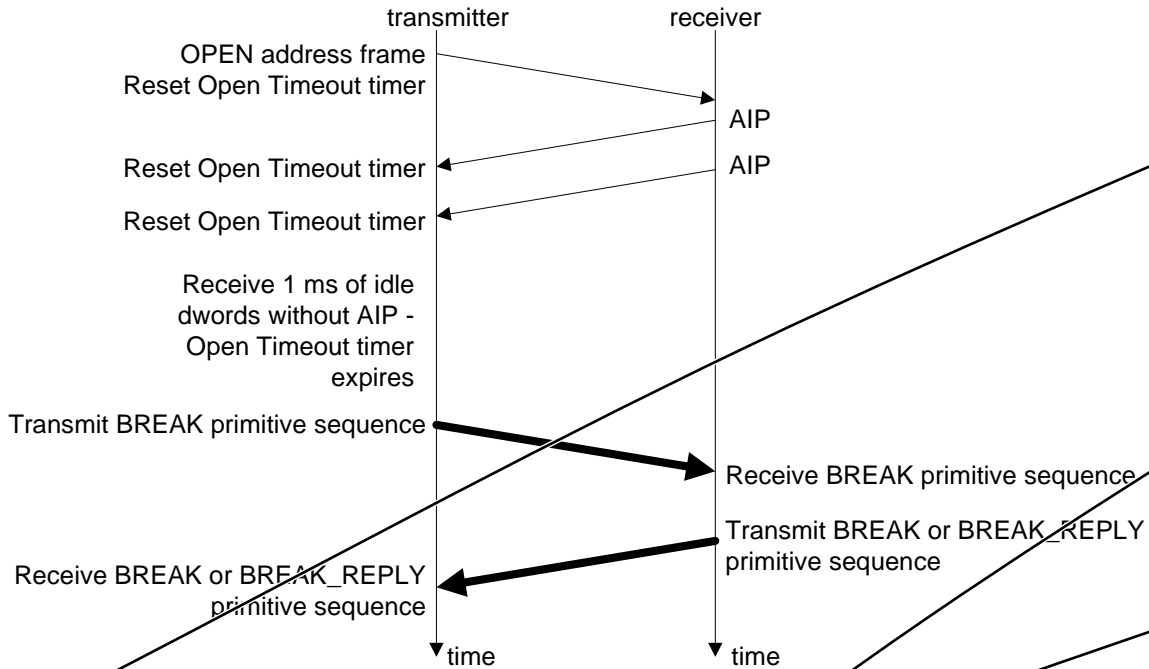 transmitter
receiver
OPEN address frame
Reset Open Timeout timer
AIP
Reset Open Timeout timer
AIP
Reset Open Timeout timer
Receive 1 ms of idle
dwords without AIP -
Open Timeout timer
expires
Transmit BREAK primitive sequence
Receive BREAK primitive sequence
Transmit BREAK or BREAK_REPLY
primitive sequence
Receive BREAK or BREAK_REPLY
primitive sequence
time
time